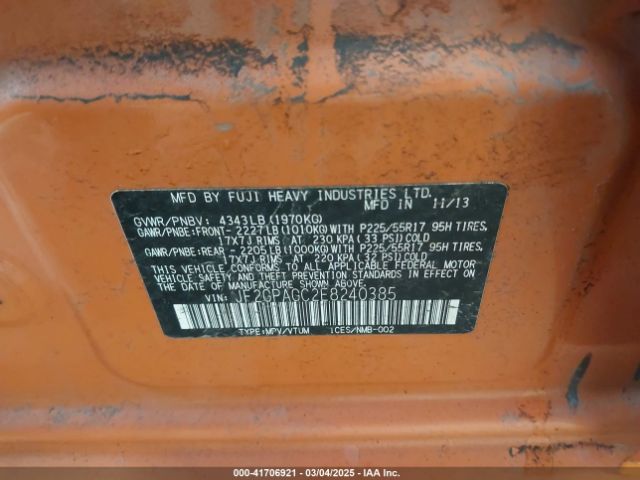 MFD BY FUJI HEAVY INDUSTRIES LTD.
MFD IN 11/13
GVWR/PNBV: 4343LB(1970KG)
GAWR/PNBE:FRONT- 2227LB(1010KG)WITH P225/55R17 95H TIRES.
17X7J RIMS AT 230 KPA(33 PSI)COLD
GAWR/PNBE:REAR -2205LB(1000KG)WITH P225/55R17 95H TIRES.
17X7J RIMS AT 220 KPA(32 PSI)COLD
THIS VEHICLE CONFORMS TO ALL APPLICABLE FEDERAL MOTOR
VEHICLE SAFETY AND THEFT PREVENTION STANDARDS IN EFFECT
ON THE DATE OF MANUFACTURE SHOWN ABOVE.
VIN: JF2GPAGC2E8240385
TYPE:MPV/VTUM 1CES/NMB-002
000-41706921 - 03/04/2025 - IAA Inc.